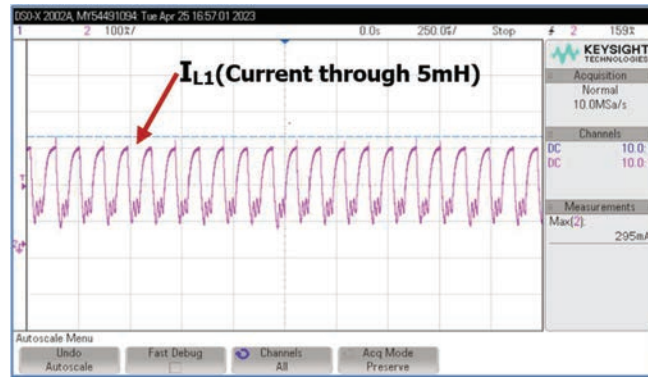 DSO-X 2002A, MY54491094: Tue Apr 25 16:57:01 2023
1 2 100%/ 0.0s 250.0%/ Stop 2 159%
I_L1(Current through 5mH)
KEYSIGHT
TECHNOLOGIES
Acquisition
Normal
10.0MSa/s
Channels
DC 10.0:
DC 10.0:
Measurements
Max(2):
295mA
Autoscale Menu
Undo
Autoscale
Fast Debug
Channels
All
Acq Mode
Preserve